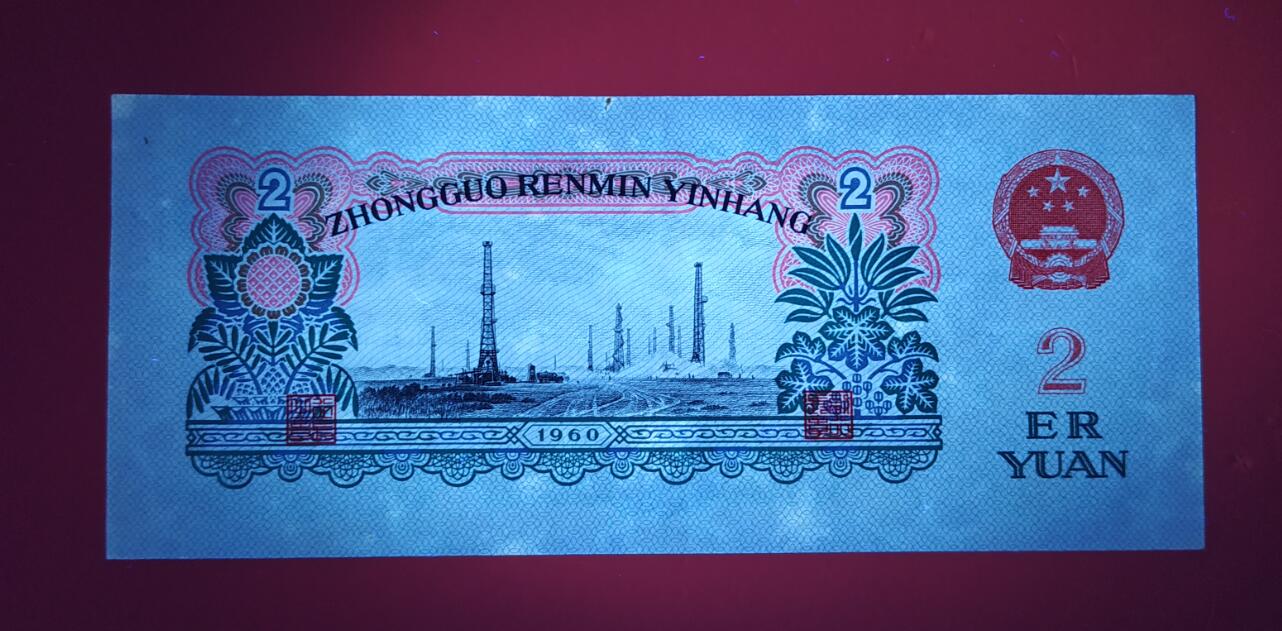 2 2
ZHONGGUO RENMIN YINHANG
1960
2
ER
YUAN